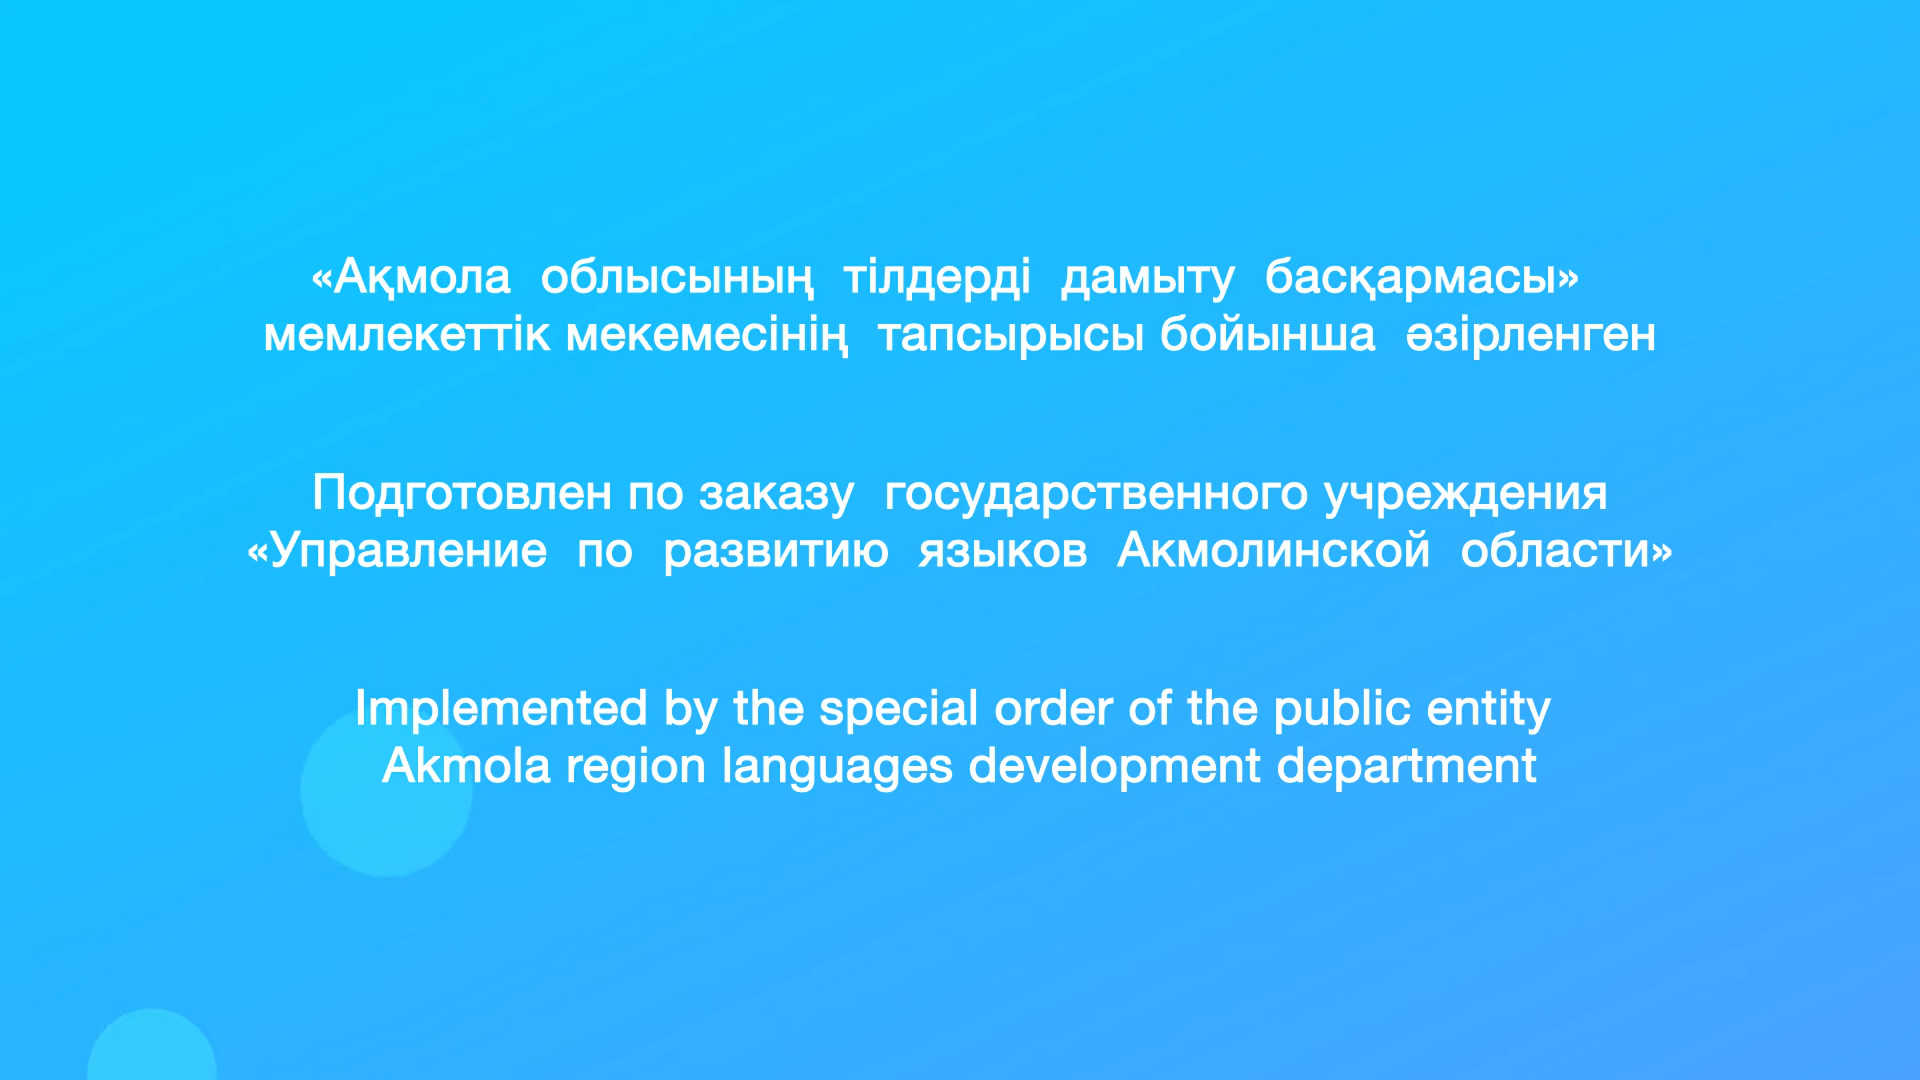 «Ақмола облысының тілдерді дамыту басқармасы»
мемлекеттік мекемесінің тапсырысы бойынша әзірленген
Подготовлен по заказу государственного учреждения
«Управление по развитию языков Акмолинской области»
Implemented by the special order of the public entity
Akmola region languages development department